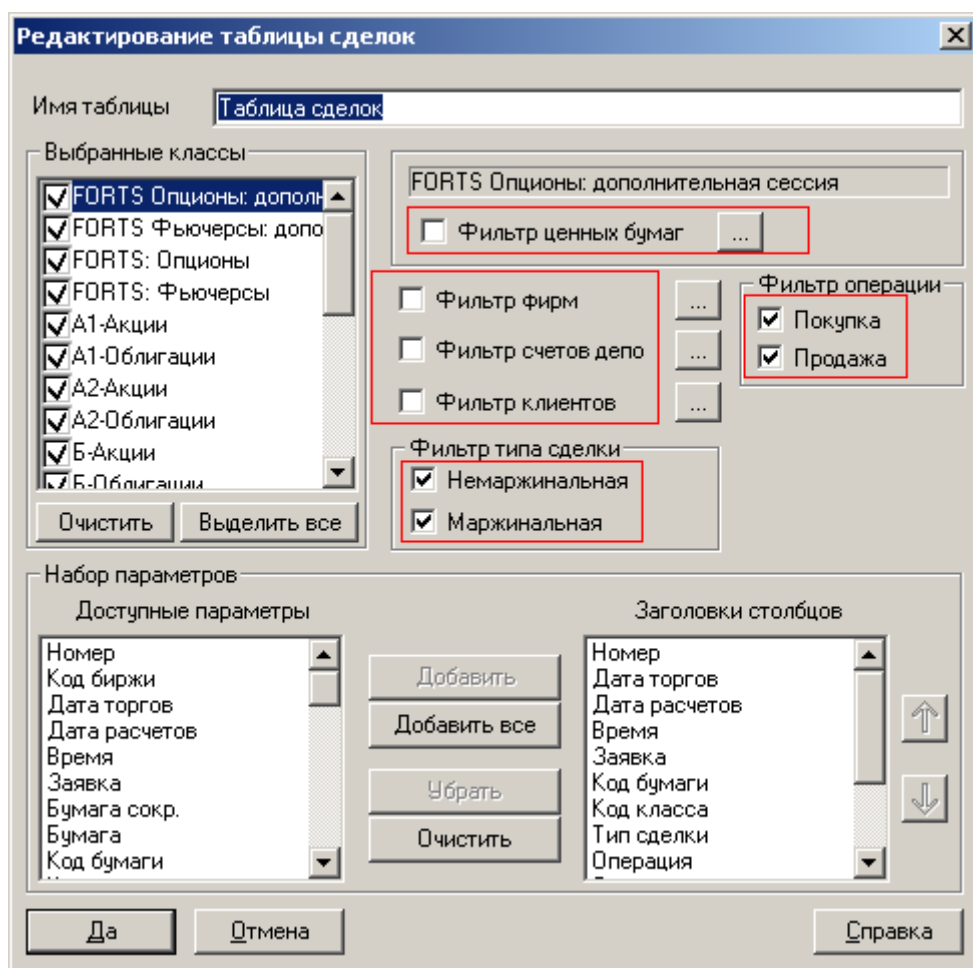 Редактирование таблицы сделок
Имя таблицы
Таблица сделок
Выбранные классы
FORTS Опционы: дополн
FORTS Фьючерсы: допо
FORTS: Опционы
FORTS: Фьючерсы
А1-Акции
А1-Облигации
А2-Акции
А2-Облигации
Б-Акции
Б-Облигации
Очистить
Выделить все
FORTS Опционы: дополнительная сессия
Фильтр ценных бумаг
...
Фильтр фирм
...
Фильтр счетов депо
...
Фильтр клиентов
...
Фильтр операции
Покупка
Продажа
Фильтр типа сделки
Немаржинальная
Маржинальная
Набор параметров
Доступные параметры
Номер
Код биржи
Дата торгов
Дата расчетов
Время
Заявка
Бумага сокр.
Бумага
Код бумаги
Добавить
Добавить все
Убрать
Очистить
Заголовки столбцов
Номер
Дата торгов
Дата расчетов
Время
Заявка
Код бумаги
Код класса
Тип сделки
Операция
Да
Отмена
Справка